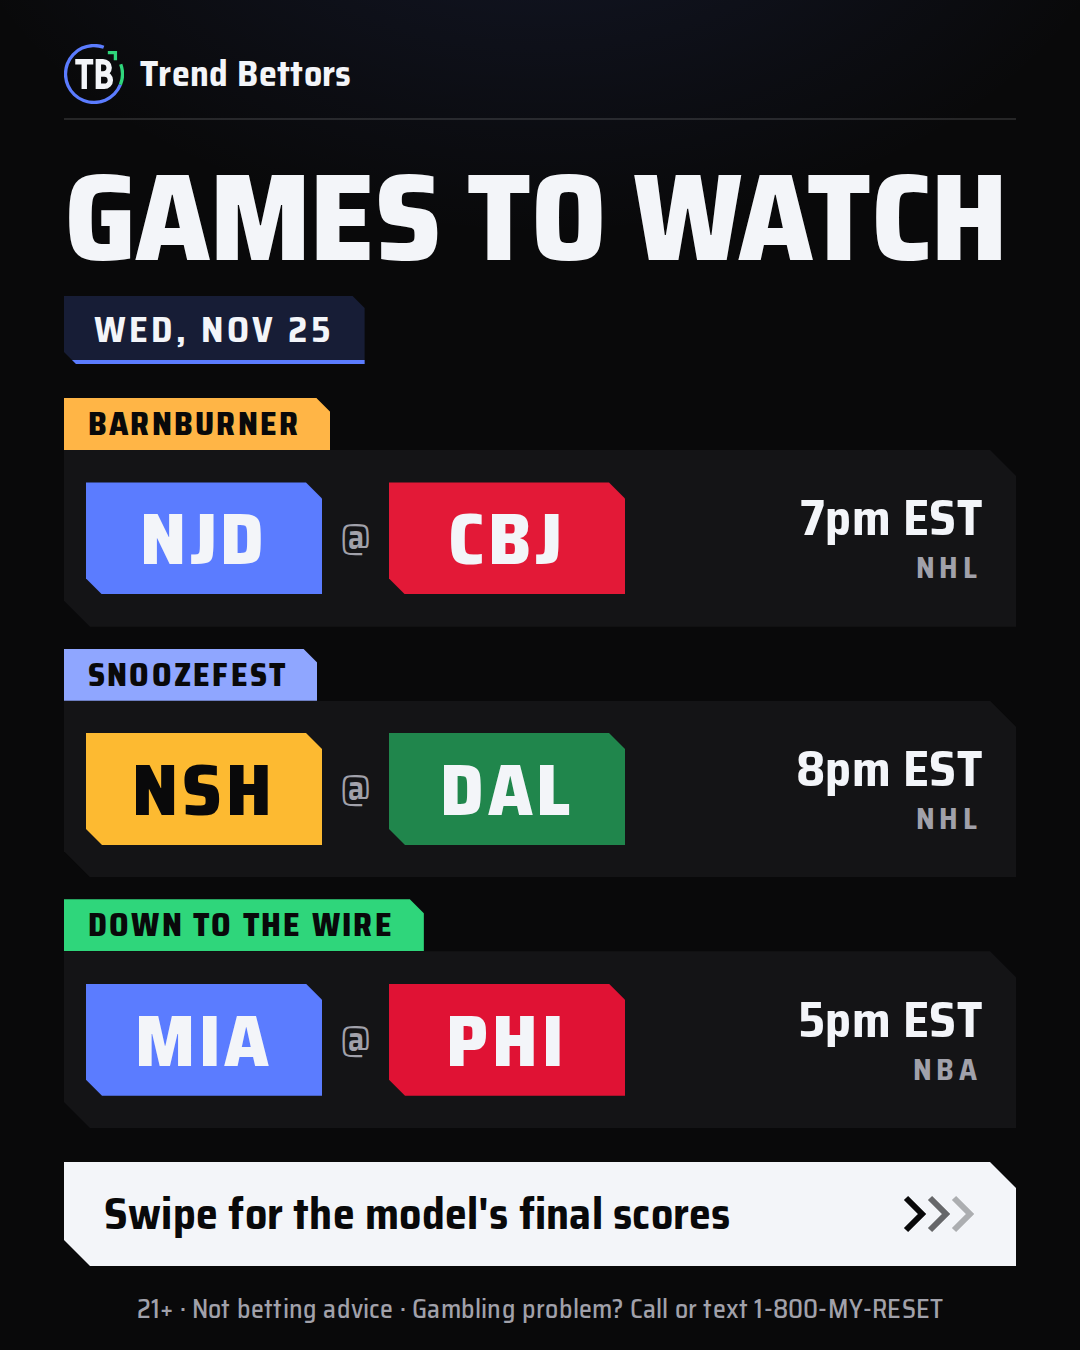 TB Trend Bettors
GAMES TO WATCH
WED, NOV 25
BARNBURNER
NJD @ CBJ 7pm EST
NHL
SNOOZEFEST
NSH @ DAL 8pm EST
NHL
DOWN TO THE WIRE
MIA @ PHI 5pm EST
NBA
Swipe for the model's final scores
21+ · Not betting advice · Gambling problem? Call or text 1-800-MY-RESET